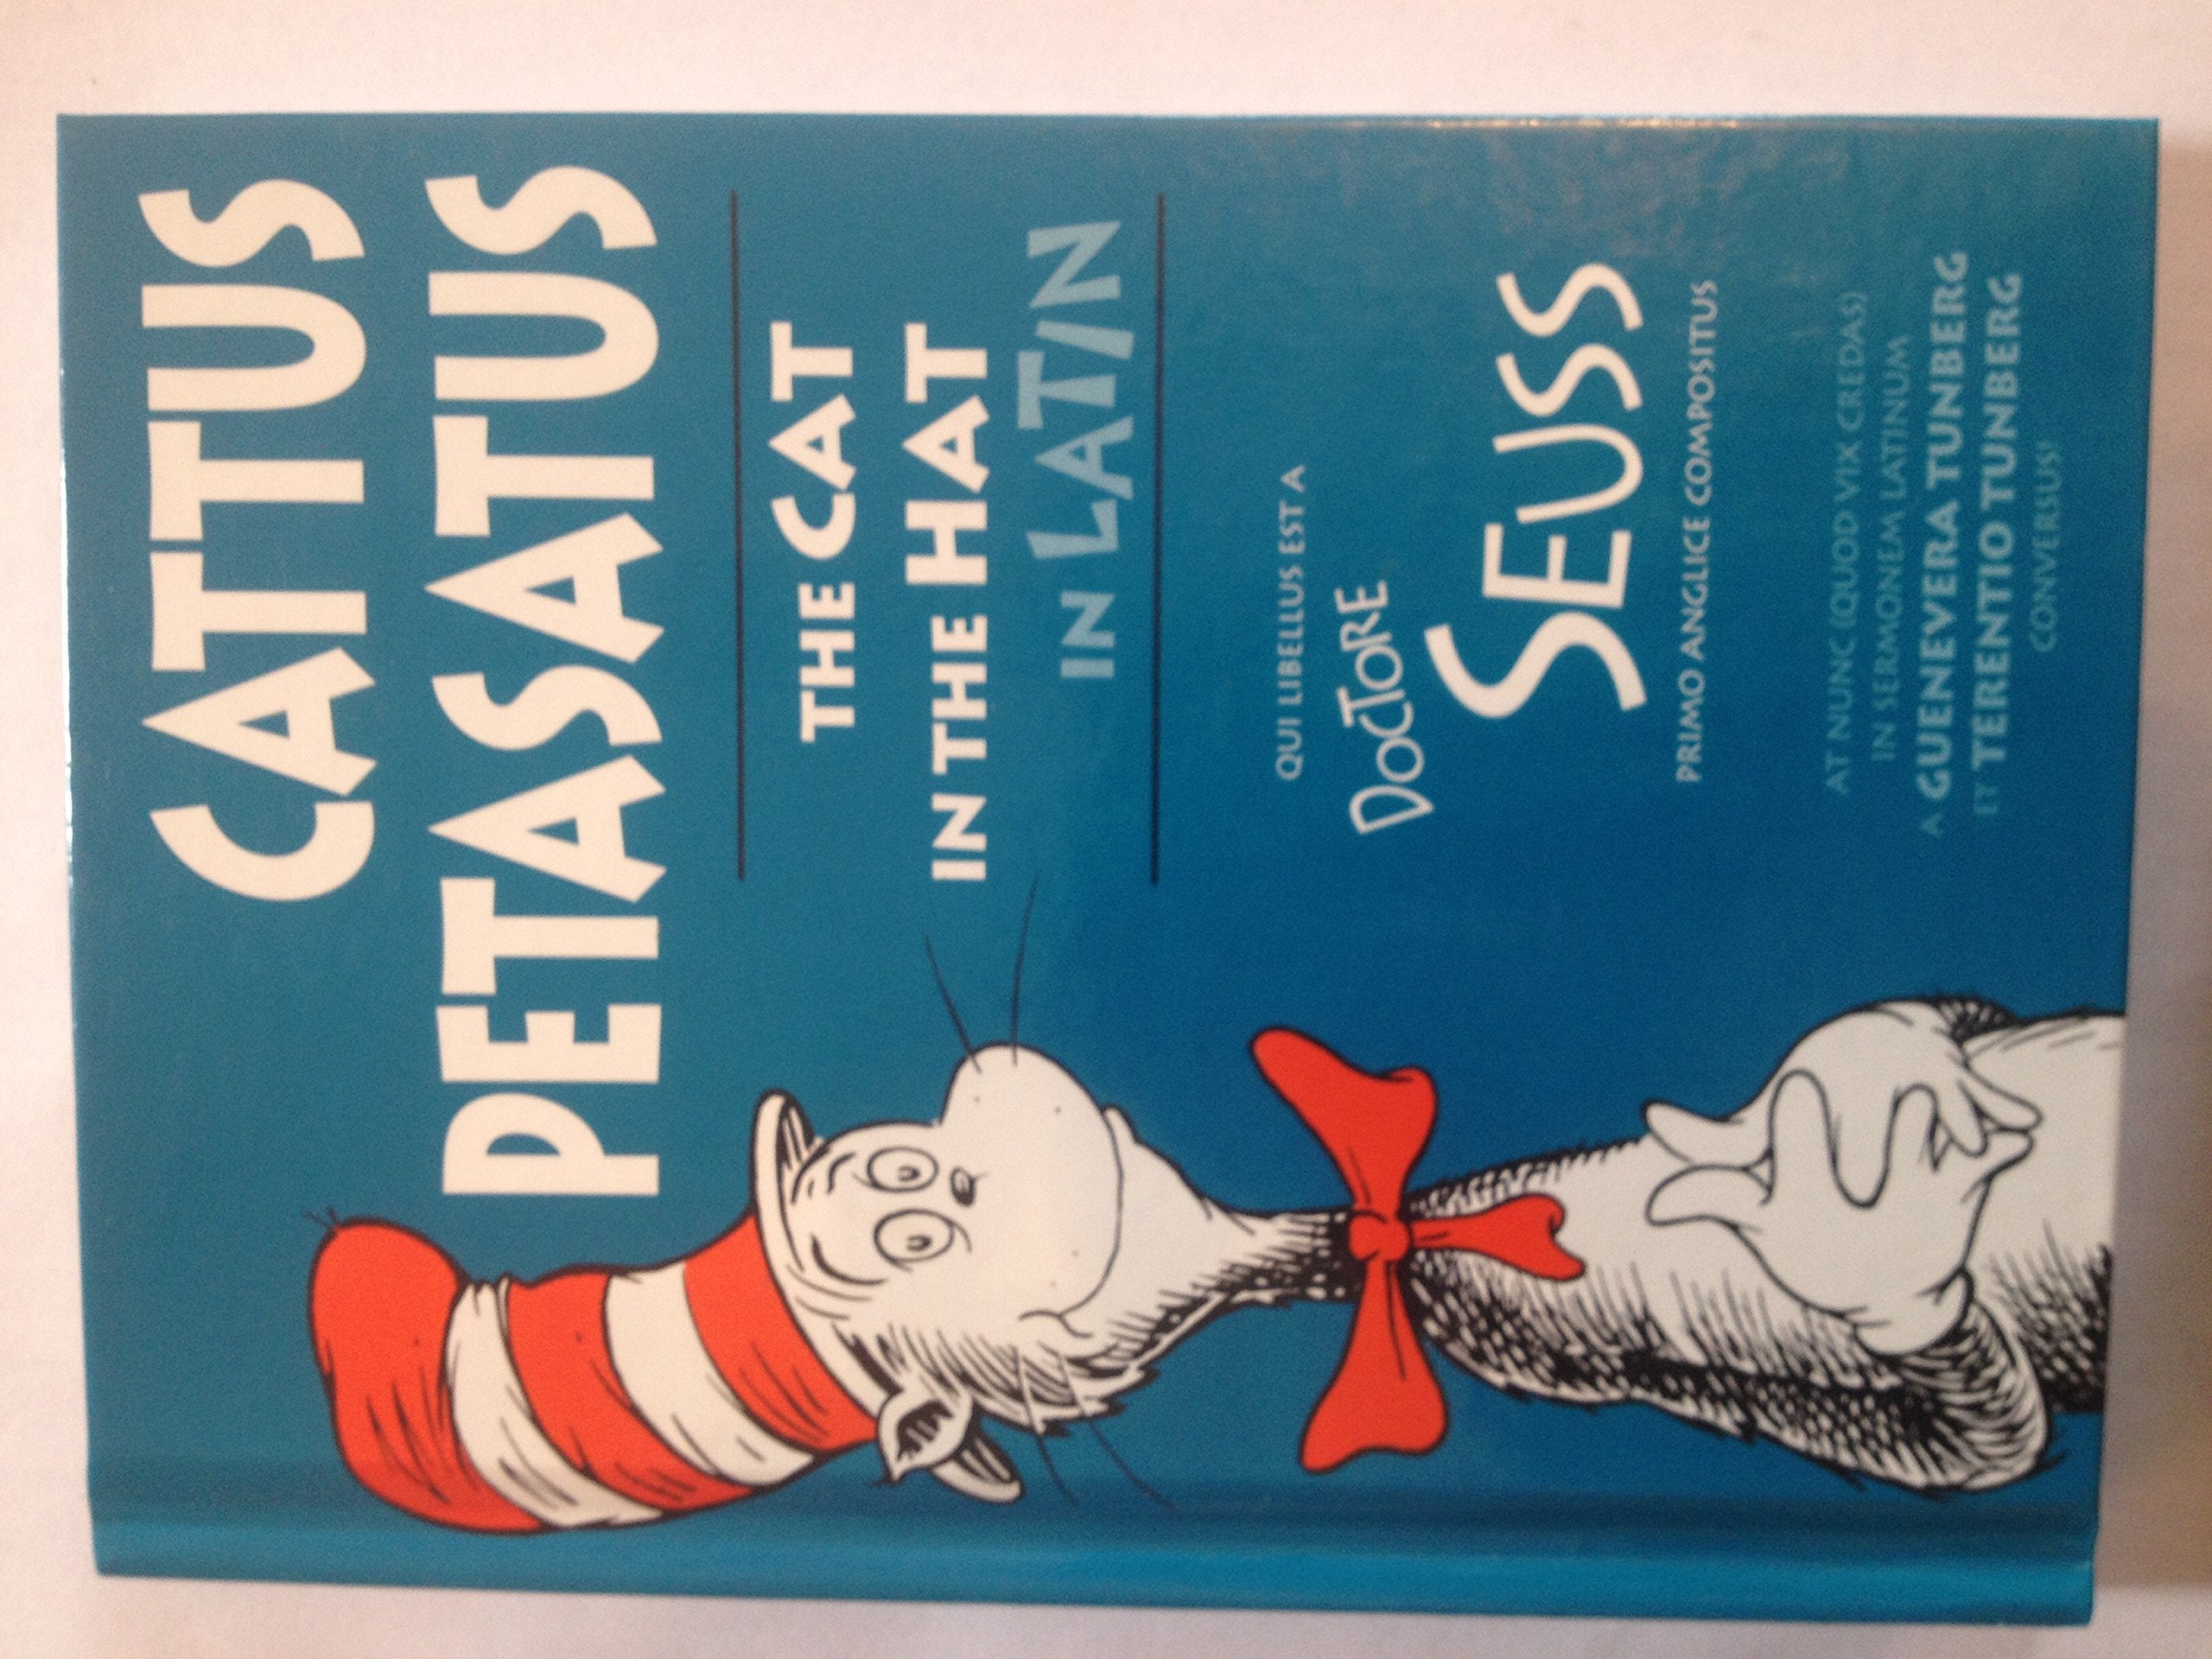 CATTUS
PETASATUS
THE CAT
IN THE HAT
IN LATIN
QUI LIBELLUS EST A
DOCTORE
SEUSS
PRIMO ANGLICE COMPOSITUS
AT NUNC (QUOD VIX CREDAS)
IN SERMONEM LATINUM
A GUENEVERA TUNBERG
ET TERENTIO TUNBERG
CONVERSUS!